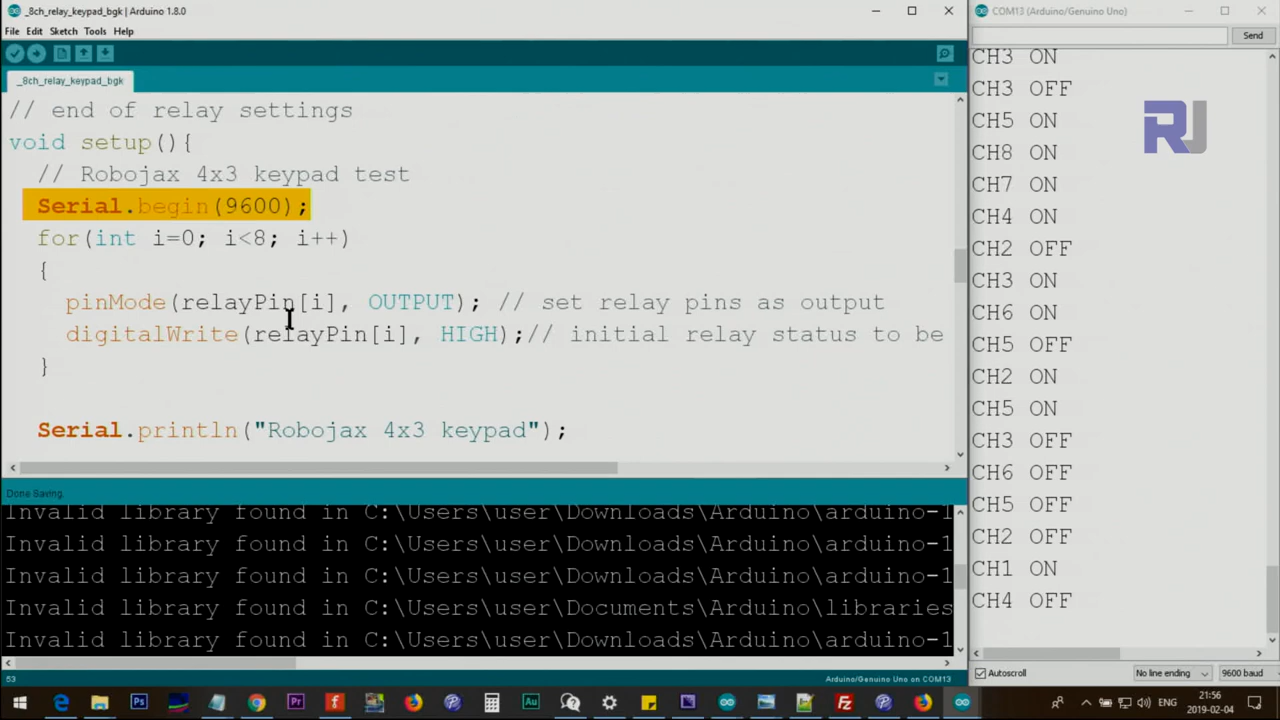 _8ch_relay_keypad_bgk | Arduino 1.8.0
File Edit Sketch Tools Help
_8ch_relay_keypad_bgk
// end of relay settings
void setup(){
// Robojax 4x3 keypad test
Serial.begin(9600);
for(int i=0; i<8; i++)
{
pinMode(relayPin[i], OUTPUT); // set relay pins as output
digitalWrite(relayPin[i], HIGH);// initial relay status to be
}
Serial.println("Robojax 4x3 keypad");
Done Saving.
Invalid library found in C:\Users\user\Downloads\Arduino\arduino-1
Invalid library found in C:\Users\user\Downloads\Arduino\arduino-1
Invalid library found in C:\Users\user\Downloads\Arduino\arduino-1
Invalid library found in C:\Users\user\Documents\Arduino\libraries
Invalid library found in C:\Users\user\Downloads\Arduino\arduino-1
53
Arduino/Genuino Uno on COM13
COM13 (Arduino/Genuino Uno)
Send
CH3 ON
CH3 OFF
CH5 ON
CH8 ON
CH7 ON
CH4 ON
CH2 OFF
CH3 ON
CH6 ON
CH5 OFF
CH2 ON
CH5 ON
CH3 OFF
CH6 OFF
CH5 OFF
CH2 OFF
CH1 ON
CH4 OFF
RJ
Autoscroll
No line ending
9600 baud
Ps
Pr
Au
Fz
ENG
21:56
2019-02-04